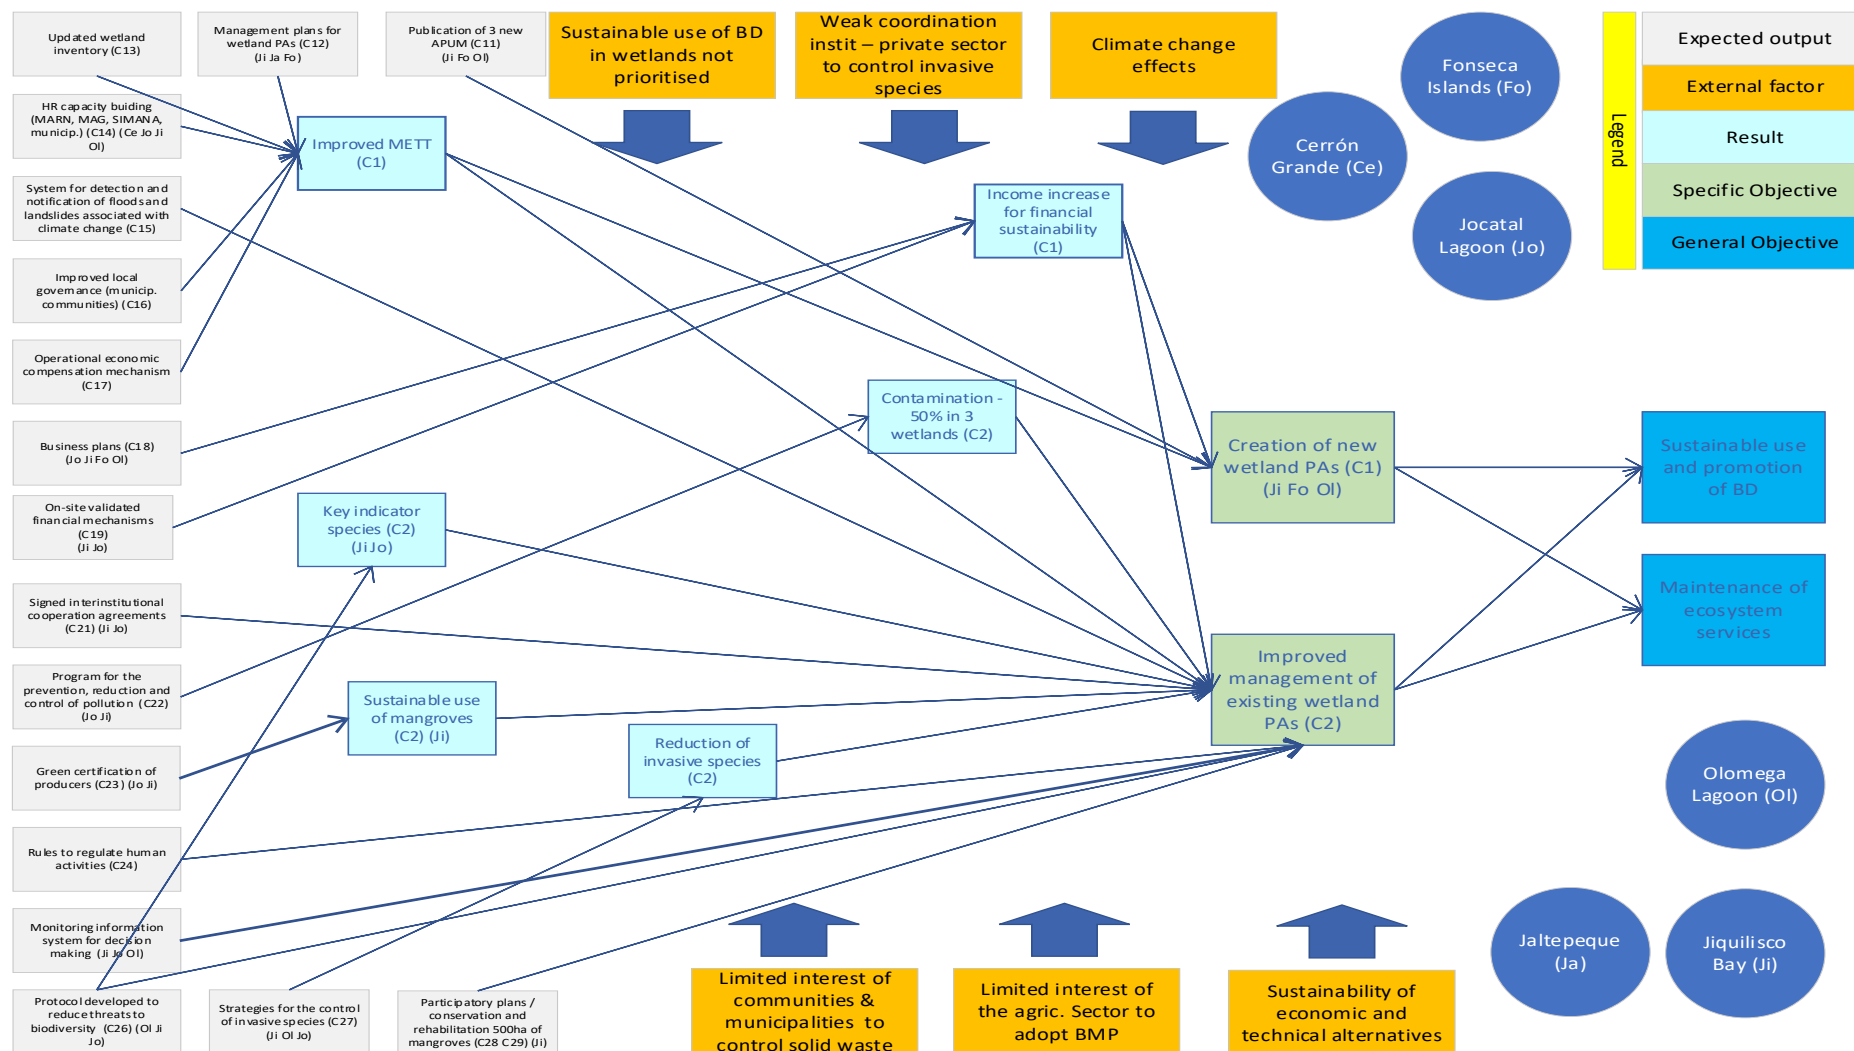 Updated wetland
inventory (C13)
Management plans for
wetland PAs (C12)
(Ji Ja Fo)
Publication of 3 new
APUM (C11)
(Ji Fo Ol)
Sustainable use of BD
in wetlands not
prioritised
Weak coordination
instit – private sector
to control invasive
species
Climate change
effects
Fonseca
Islands (Fo)
Cerrón
Grande (Ce)
Jocatal
Lagoon (Jo)
Legend
Expected output
External factor
Result
Specific Objective
General Objective
HR capacity buiding
(MARN, MAG, SIMANA,
municip.) (C14) (Ce Jo Ji
Ol)
Improved METT
(C1)
System for detection and
notification of floods and
landslides associated with
climate change (C15)
Income increase
for financial
sustainability
(C1)
Improved local
governance (municip.
communities) (C16)
Operational economic
compensation mechanism
(C17)
Contamination -
50% in 3
wetlands (C2)
Business plans (C18)
(Jo Ji Fo Ol)
Creation of new
wetland PAs (C1)
(Ji Fo Ol)
Sustainable use
and promotion
of BD
On-site validated
financial mechanisms
(C19)
(Ji Jo)
Key indicator
species (C2)
(Ji Jo)
Signed interinstitutional
cooperation agreements
(C21) (Ji Jo)
Maintenance of
ecosystem
services
Program for the
prevention, reduction and
control of pollution (C22)
(Jo Ji)
Sustainable use
of mangroves
(C2) (Ji)
Improved
management of
existing wetland
PAs (C2)
Reduction of
invasive species
(C2)
Green certification of
producers (C23) (Jo Ji)
Olomega
Lagoon (Ol)
Rules to regulate human
activities (C24)
Monitoring information
system for decision
making (Ji Jo Ol)
Jaltepeque
(Ja)
Jiquilisco
Bay (Ji)
Protocol developed to
reduce threats to
biodiversity (C26) (Ol Ji
Jo)
Strategies for the control
of invasive species (C27)
(Ji Ol Jo)
Participatory plans /
conservation and
rehabilitation 500ha of
mangroves (C28 C29) (Ji)
Limited interest of
communities &
municipalities to
control solid waste
Limited interest of
the agric. Sector to
adopt BMP
Sustainability of
economic and
technical alternatives